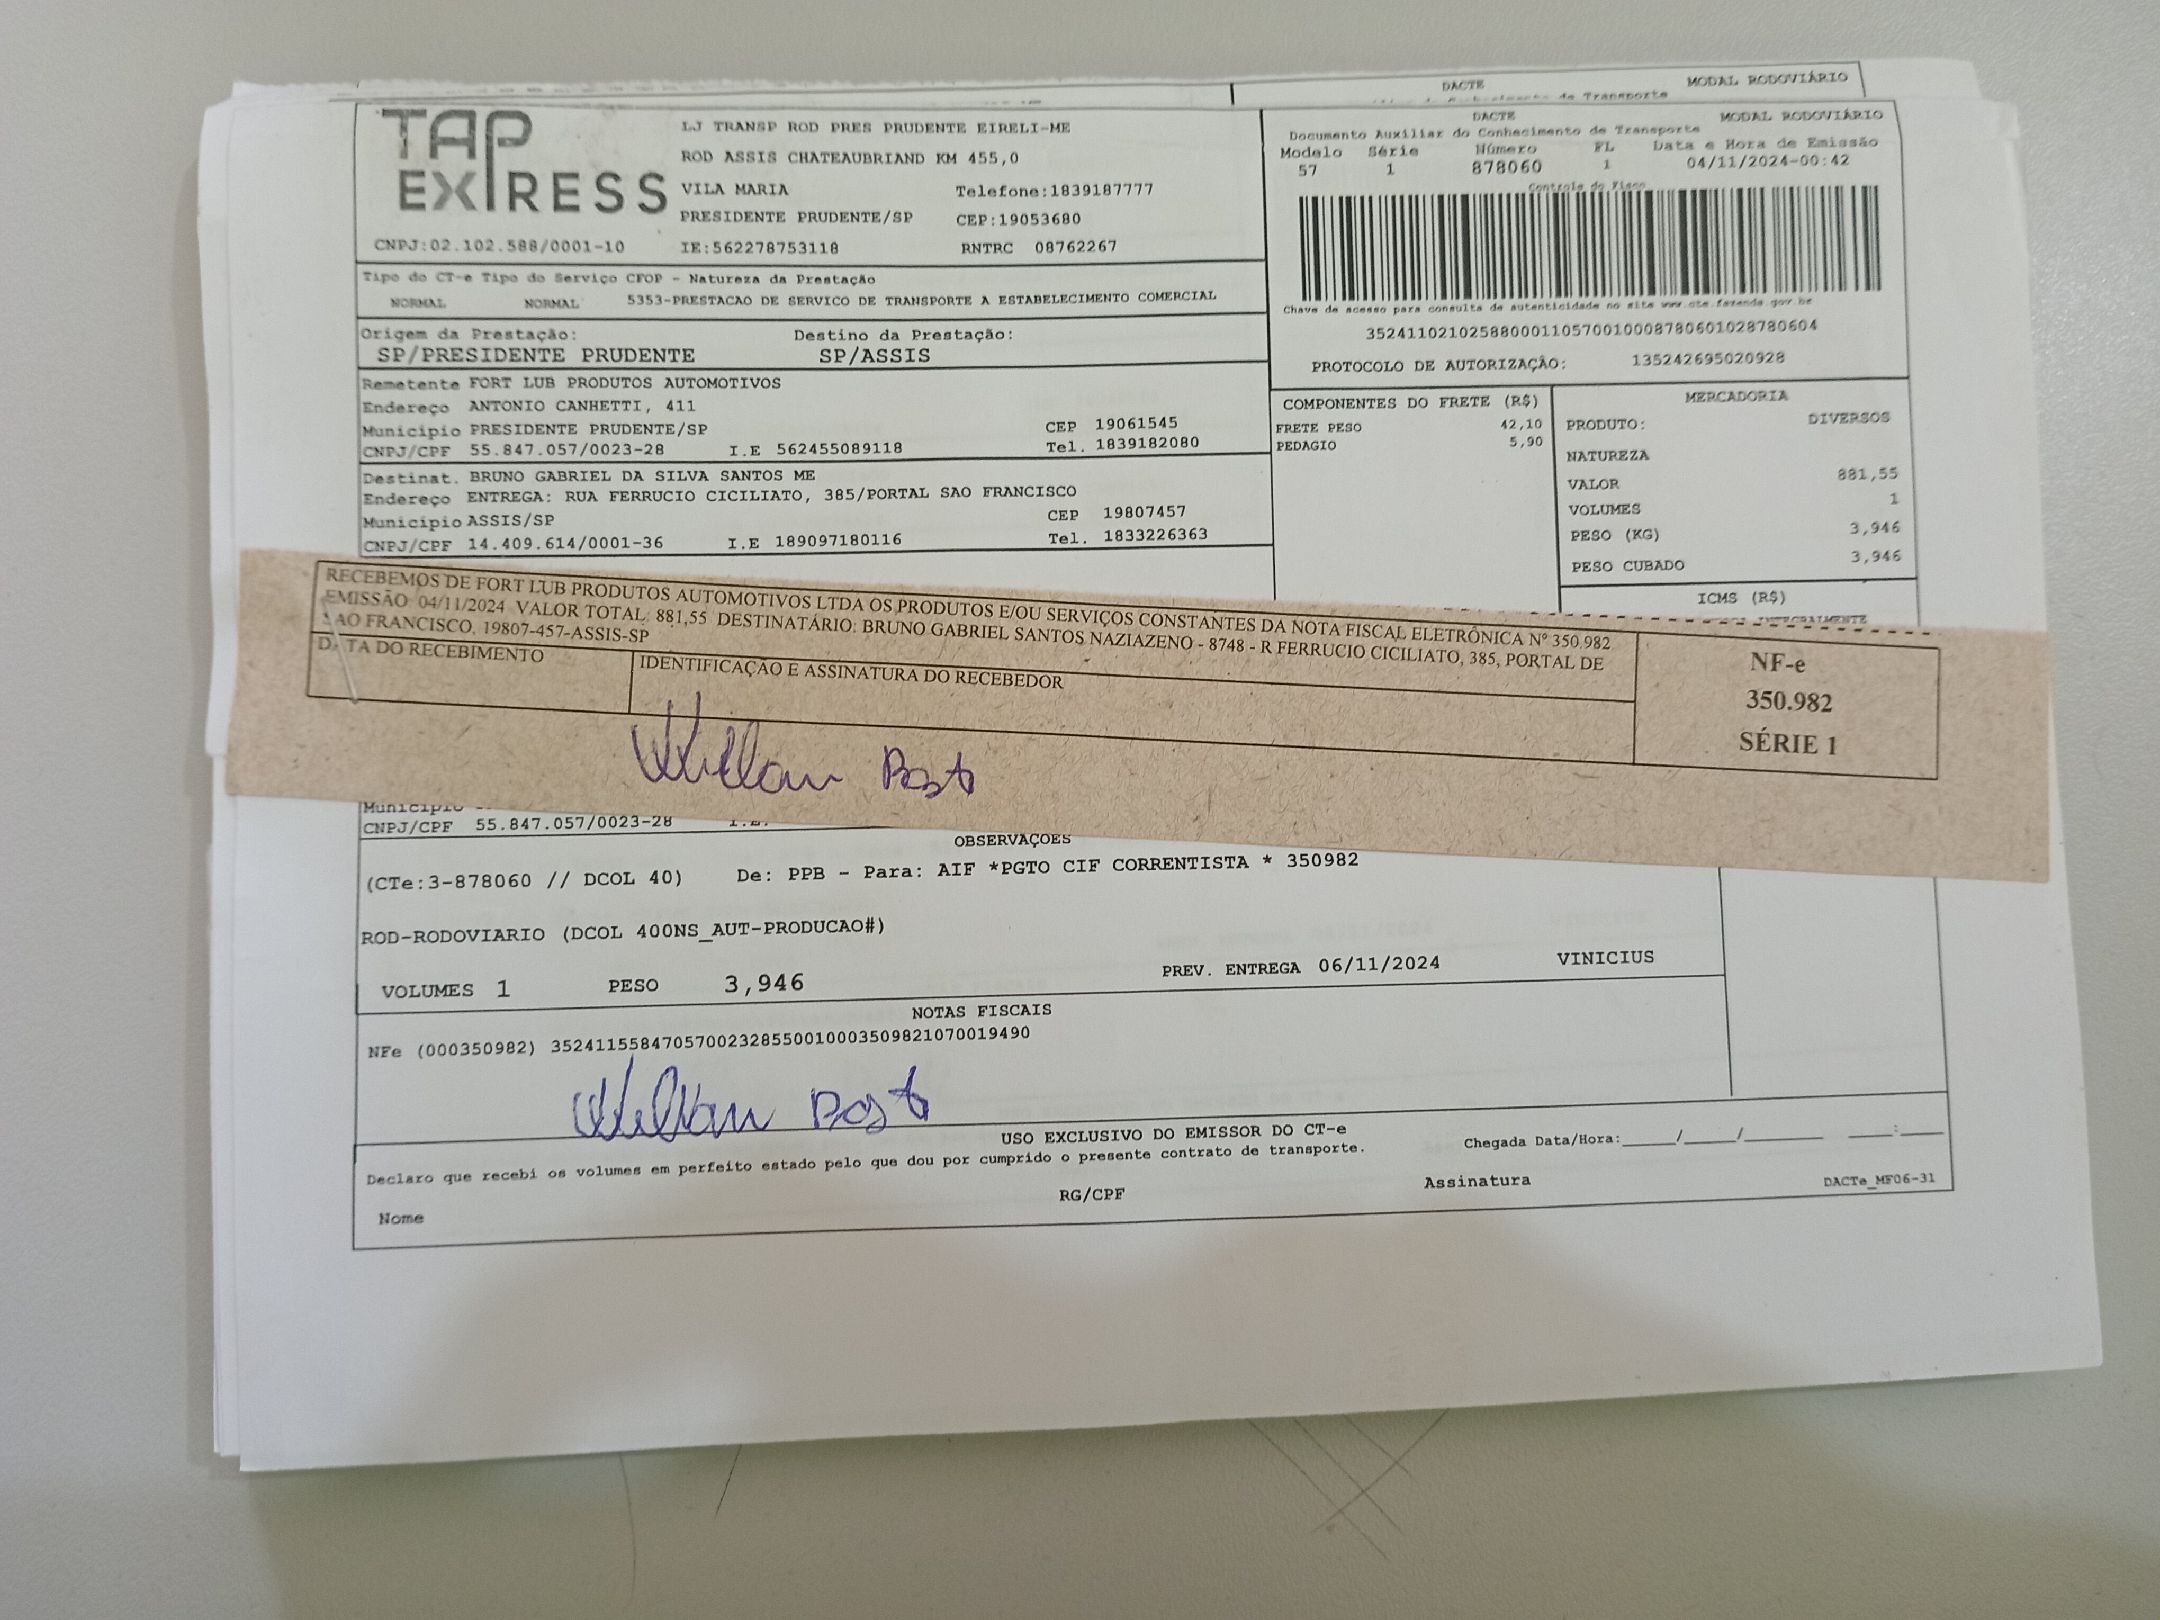 DACTE MODAL RODOVIÁRIO
de Transporte
TAP EXPRESS
LJ TRANSP ROD PRES PRUDENTE EIRELI-ME
ROD ASSIS CHATEAUBRIAND KM 455,0
VILA MARIA Telefone:1839187777
PRESIDENTE PRUDENTE/SP CEP:19053680
CNPJ:02.102.588/0001-10 IE:562278753118 RNTRC 08762267
DACTE MODAL RODOVIÁRIO
Documento Auxiliar do Conhecimento de Transporte
Modelo Série Número FL Data e Hora de Emissão
57 1 878060 1 04/11/2024-00:42
Controle do Fisco
Chave de acesso para consulta de autenticidade no site www.cte.fazenda.gov.br
35241102102588000110570010008780601028780604
PROTOCOLO DE AUTORIZAÇÃO: 135242695020928
Tipo do CT-e Tipo do Serviço CFOP - Natureza da Prestação
NORMAL NORMAL 5353-PRESTACAO DE SERVICO DE TRANSPORTE A ESTABELECIMENTO COMERCIAL
Origem da Prestação: Destino da Prestação:
SP/PRESIDENTE PRUDENTE SP/ASSIS
Remetente FORT LUB PRODUTOS AUTOMOTIVOS
Endereço ANTONIO CANHETTI, 411
Município PRESIDENTE PRUDENTE/SP CEP 19061545
CNPJ/CPF 55.847.057/0023-28 I.E 562455089118 Tel. 1839182080
Destinat. BRUNO GABRIEL DA SILVA SANTOS ME
Endereço ENTREGA: RUA FERRUCIO CICILIATO, 385/PORTAL SAO FRANCISCO
Município ASSIS/SP CEP 19807457
CNPJ/CPF 14.409.614/0001-36 I.E 189097180116 Tel. 1833226363
COMPONENTES DO FRETE (R$)
FRETE PESO 42,10
PEDAGIO 5,90
MERCADORIA
PRODUTO: DIVERSOS
NATUREZA
VALOR 881,55
VOLUMES 1
PESO (KG) 3,946
PESO CUBADO 3,946
ICMS (R$)
INTEGRALMENTE
RECEBEMOS DE FORT LUB PRODUTOS AUTOMOTIVOS LTDA OS PRODUTOS E/OU SERVIÇOS CONSTANTES DA NOTA FISCAL ELETRÔNICA Nº 350.982
EMISSÃO 04/11/2024 VALOR TOTAL: 881,55 DESTINATÁRIO: BRUNO GABRIEL SANTOS NAZIAZENO - 8748 - R FERRUCIO CICILIATO, 385, PORTAL DE
SAO FRANCISCO, 19807-457-ASSIS-SP
DATA DO RECEBIMENTO IDENTIFICAÇÃO E ASSINATURA DO RECEBEDOR
NF-e
350.982
SÉRIE 1
Município
CNPJ/CPF 55.847.057/0023-28 I.E.
OBSERVAÇOES
(CTe:3-878060 // DCOL 40) De: PPB - Para: AIF *PGTO CIF CORRENTISTA * 350982
ROD-RODOVIARIO (DCOL 400NS_AUT-PRODUCAO#)
VOLUMES 1 PESO 3,946 PREV. ENTREGA 06/11/2024 VINICIUS
NOTAS FISCAIS
NFe (000350982) 35241155847057002328550010003509821070019490
USO EXCLUSIVO DO EMISSOR DO CT-e
Declaro que recebi os volumes em perfeito estado pelo que dou por cumprido o presente contrato de transporte.
Chegada Data/Hora:____/____/______ ___:___
Nome RG/CPF Assinatura DACTe_MF06-31